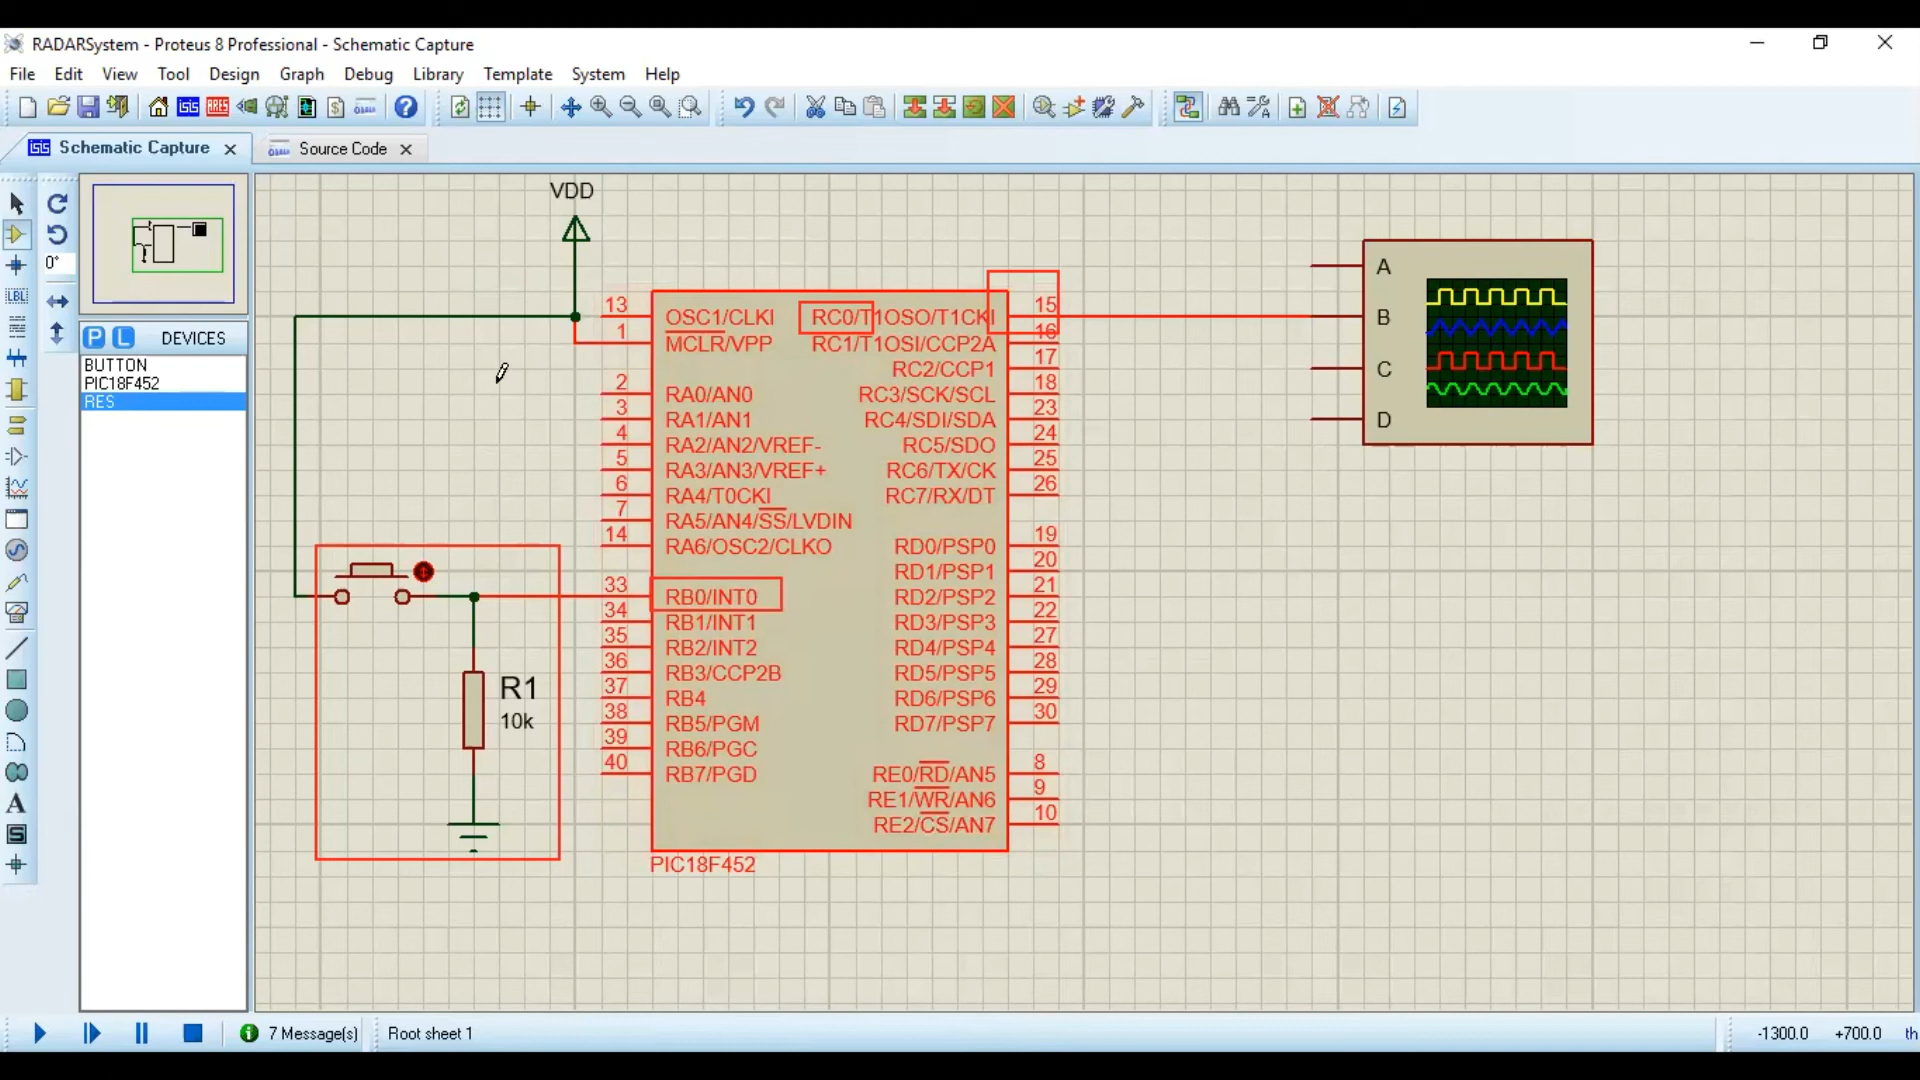 RADARSystem - Proteus 8 Professional - Schematic Capture
File Edit View Tool Design Graph Debug Library Template System Help
Schematic Capture Source Code
0°
LBL
P L DEVICES
BUTTON
PIC18F452
RES
A
S
VDD
13 OSC1/CLKI RC0/T1OSO/T1CKI 15
1 MCLR/VPP RC1/T1OSI/CCP2A 16
RC2/CCP1 17
2 RA0/AN0 RC3/SCK/SCL 18
3 RA1/AN1 RC4/SDI/SDA 23
4 RA2/AN2/VREF- RC5/SDO 24
5 RA3/AN3/VREF+ RC6/TX/CK 25
6 RA4/T0CKI RC7/RX/DT 26
7 RA5/AN4/SS/LVDIN
14 RA6/OSC2/CLKO RD0/PSP0 19
RD1/PSP1 20
33 RB0/INT0 RD2/PSP2 21
34 RB1/INT1 RD3/PSP3 22
35 RB2/INT2 RD4/PSP4 27
36 RB3/CCP2B RD5/PSP5 28
37 RB4 RD6/PSP6 29
38 RB5/PGM RD7/PSP7 30
39 RB6/PGC
40 RB7/PGD RE0/RD/AN5 8
RE1/WR/AN6 9
RE2/CS/AN7 10
PIC18F452
R1
10k
A
B
C
D
7 Message(s) Root sheet 1 -1300.0 +700.0 th